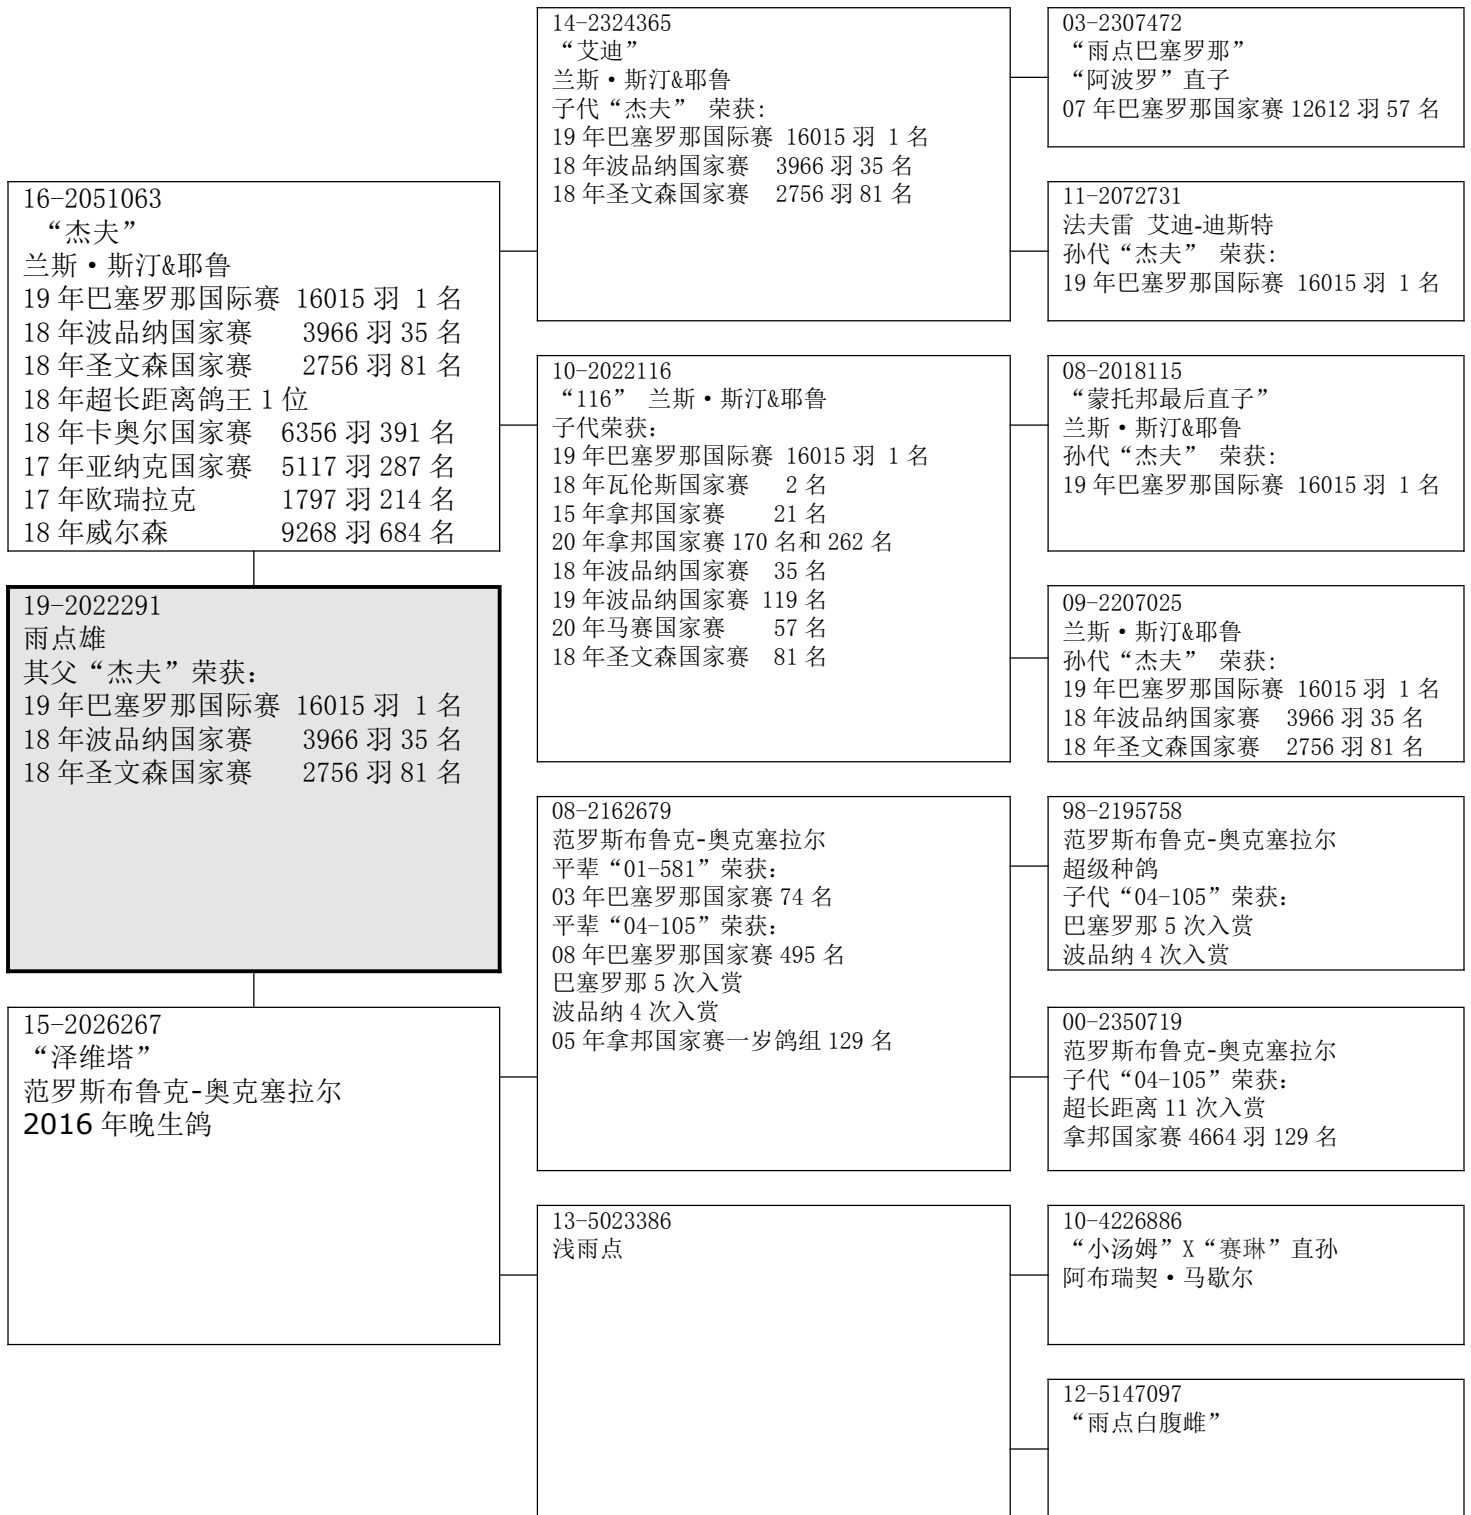 16-2051063
“杰夫”
兰斯·斯汀&耶鲁
19年巴塞罗那国际赛 16015羽 1名
18年波品纳国家赛 3966羽35名
18年圣文森国家赛 2756羽81名
18年超长距离鸽王1位
18年卡奥尔国家赛 6356羽391名
17年亚纳克国家赛 5117羽287名
17年欧瑞拉克 1797羽214名
18年威尔森 9268羽684名
19-2022291
雨点雄
其父“杰夫”荣获:
19年巴塞罗那国际赛 16015羽 1名
18年波品纳国家赛 3966羽35名
18年圣文森国家赛 2756羽81名
15-2026267
“泽维塔”
范罗斯布鲁克-奥克塞拉尔
2016年晚生鸽
14-2324365
“艾迪”
兰斯·斯汀&耶鲁
子代“杰夫” 荣获:
19年巴塞罗那国际赛 16015羽 1名
18年波品纳国家赛 3966羽35名
18年圣文森国家赛 2756羽81名
10-2022116
“116” 兰斯·斯汀&耶鲁
子代荣获:
19年巴塞罗那国际赛 16015羽 1名
18年瓦伦斯国家赛 2名
15年拿邦国家赛 21名
20年拿邦国家赛170名和262名
18年波品纳国家赛 35名
19年波品纳国家赛 119名
20年马赛国家赛 57名
18年圣文森国家赛 81名
08-2162679
范罗斯布鲁克-奥克塞拉尔
平辈“01-581”荣获:
03年巴塞罗那国家赛74名
平辈“04-105”荣获:
08年巴塞罗那国家赛495名
巴塞罗那5次入赏
波品纳4次入赏
05年拿邦国家赛一岁鸽组129名
13-5023386
浅雨点
03-2307472
“雨点巴塞罗那”
“阿波罗”直子
07年巴塞罗那国家赛12612羽57名
11-2072731
法夫雷 艾迪-迪斯特
孙代“杰夫” 荣获:
19年巴塞罗那国际赛 16015羽 1名
08-2018115
“蒙托邦最后直子”
兰斯·斯汀&耶鲁
孙代“杰夫” 荣获:
19年巴塞罗那国际赛 16015羽 1名
09-2207025
兰斯·斯汀&耶鲁
孙代“杰夫” 荣获:
19年巴塞罗那国际赛 16015羽 1名
18年波品纳国家赛 3966羽35名
18年圣文森国家赛 2756羽81名
98-2195758
范罗斯布鲁克-奥克塞拉尔
超级种鸽
子代“04-105”荣获:
巴塞罗那5次入赏
波品纳4次入赏
00-2350719
范罗斯布鲁克-奥克塞拉尔
子代“04-105”荣获:
超长距离11次入赏
拿邦国家赛4664羽129名
10-4226886
“小汤姆”X“赛琳”直孙
阿布瑞契·马歇尔
12-5147097
“雨点白腹雌”